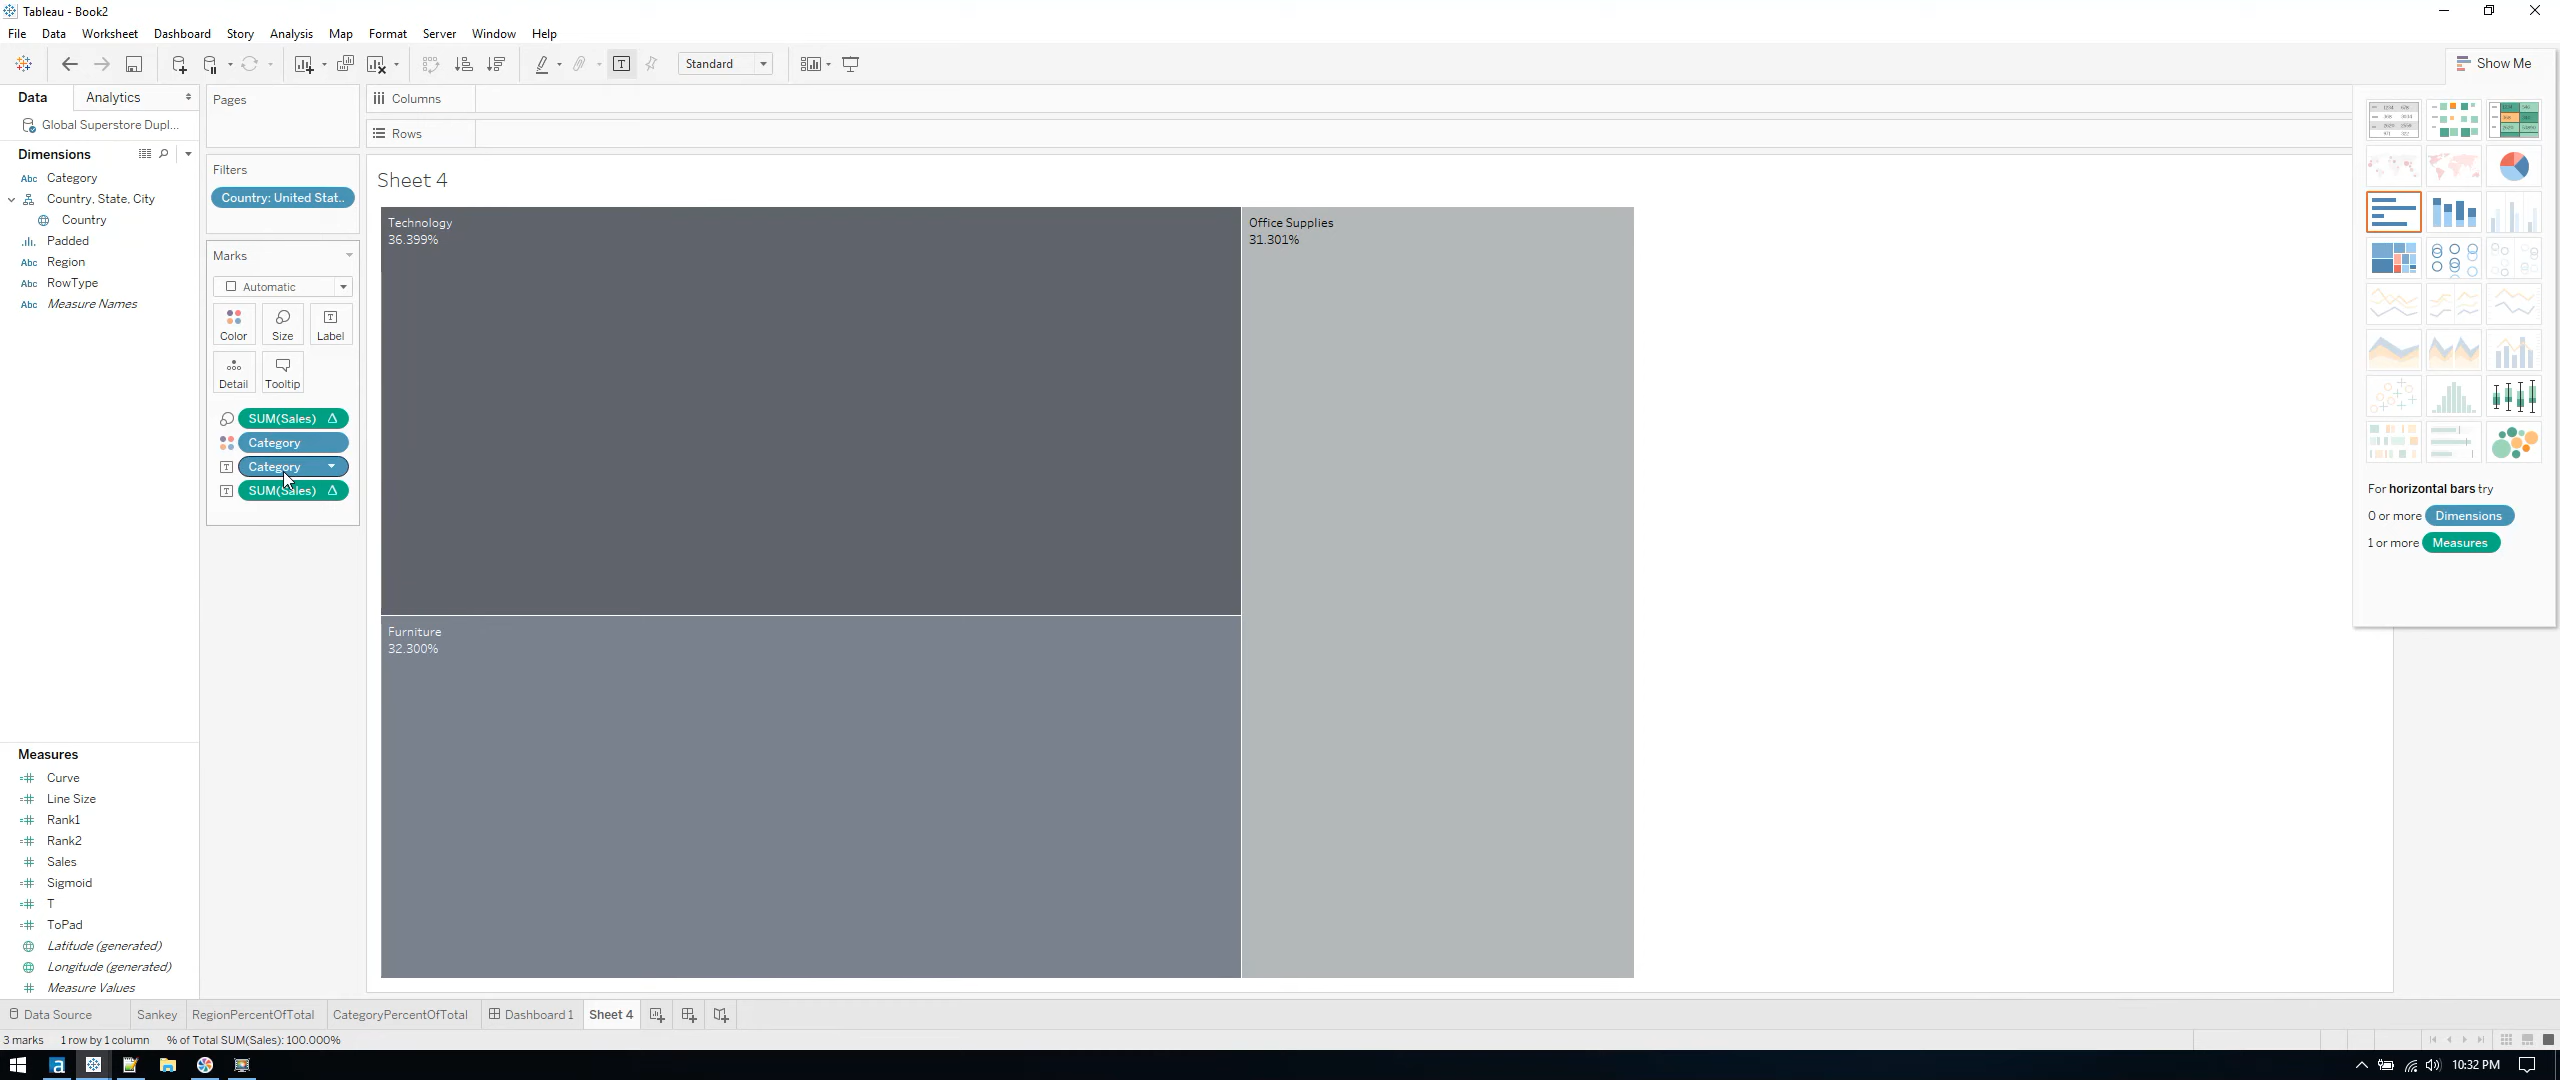 Tableau - Book2
File Data Worksheet Dashboard Story Analysis Map Format Server Window Help
Standard
Show Me
Data
Analytics
Global Superstore Dupl...
Dimensions
Abc Category
Country, State, City
Country
Padded
Abc Region
Abc RowType
Abc Measure Names
Measures
Curve
Line Size
Rank1
Rank2
Sales
Sigmoid
T
ToPad
Latitude (generated)
Longitude (generated)
Measure Values
Pages
Filters
Country: United Stat..
Marks
Automatic
Color Size Label
Detail Tooltip
SUM(Sales) Δ
Category
Category
SUM(Sales) Δ
Columns
Rows
Sheet 4
Technology
36.399%
Office Supplies
31.301%
Furniture
32.300%
For horizontal bars try
0 or more Dimensions
1 or more Measures
Data Source Sankey RegionPercentOfTotal CategoryPercentOfTotal Dashboard 1 Sheet 4
3 marks 1 row by 1 column % of Total SUM(Sales): 100.000%
10:32 PM